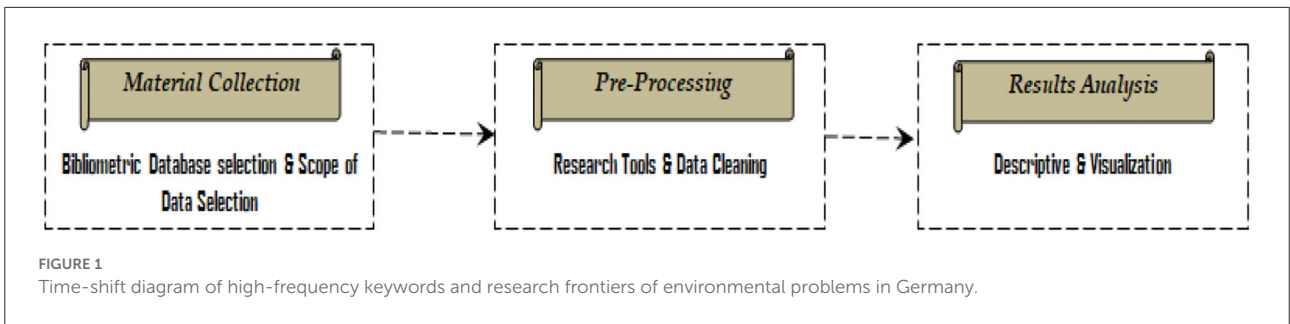 Material Collection
Bibliometric Database selection & Scope of
Data Selection
Pre-Processing
Research Tools & Data Cleaning
Results Analysis
Descriptive & Visualization
FIGURE 1
Time-shift diagram of high-frequency keywords and research frontiers of environmental problems in Germany.